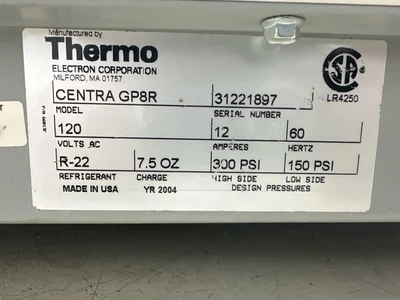 Manufactured by
Thermo
ELECTRON CORPORATION
MILFORD, MA 01757
LR4250
CENTRA GP8R 31221897
MODEL SERIAL NUMBER
120 12 60
VOLTS AC AMPERES HERTZ
R-22 7.5 OZ 300 PSI 150 PSI
REFRIGERANT CHARGE HIGH SIDE LOW SIDE
MADE IN USA YR 2004 DESIGN PRESSURES